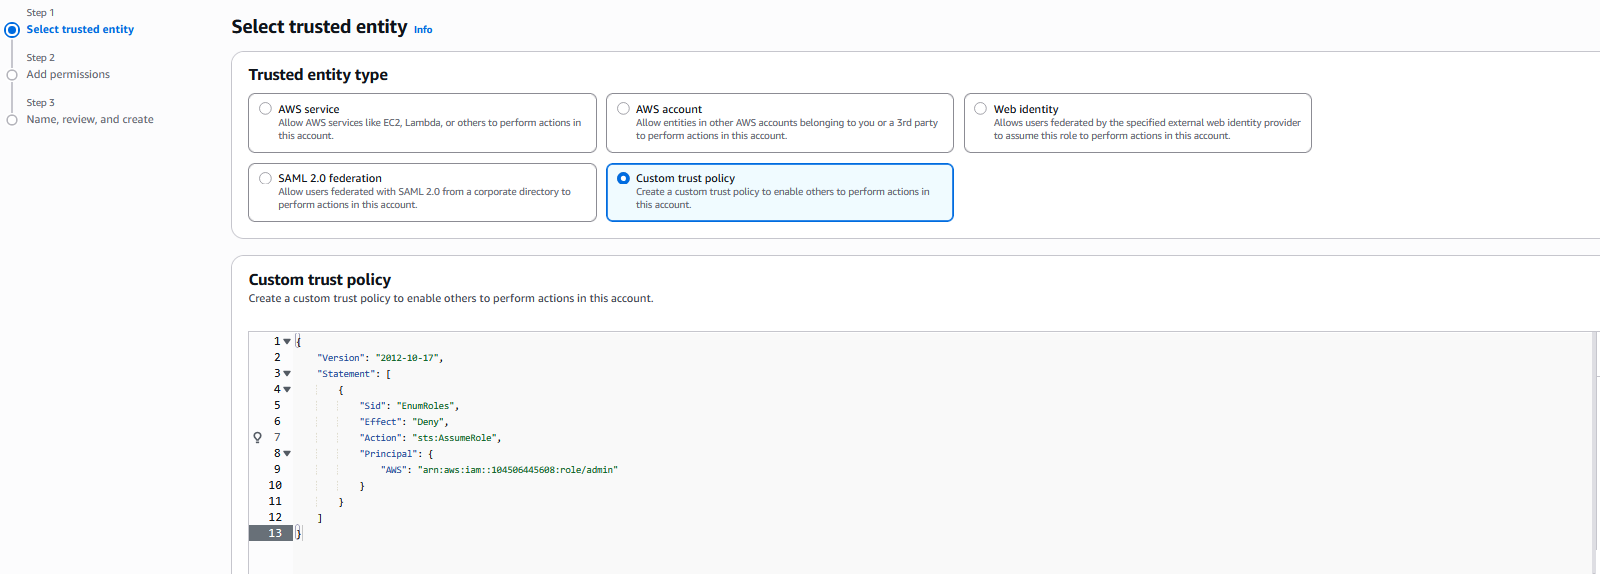 Step 1
Select trusted entity
Step 2
Add permissions
Step 3
Name, review, and create
Select trusted entity Info
Trusted entity type
AWS service
Allow AWS services like EC2, Lambda, or others to perform actions in
this account.
AWS account
Allow entities in other AWS accounts belonging to you or a 3rd party
to perform actions in this account.
Web identity
Allows users federated by the specified external web identity provider
to assume this role to perform actions in this account.
SAML 2.0 federation
Allow users federated with SAML 2.0 from a corporate directory to
perform actions in this account.
Custom trust policy
Create a custom trust policy to enable others to perform actions in
this account.
Custom trust policy
Create a custom trust policy to enable others to perform actions in this account.
1 {
2 "Version": "2012-10-17",
3 "Statement": [
4 {
5 "Sid": "EnumRoles",
6 "Effect": "Deny",
7 "Action": "sts:AssumeRole",
8 "Principal": {
9 "AWS": "arn:aws:iam::104506445608:role/admin"
10 }
11 }
12 ]
13 }